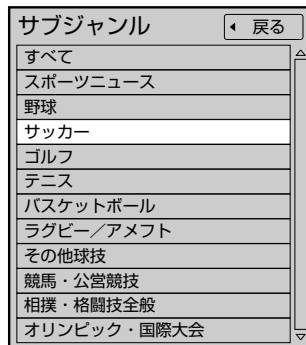 サブジャンル
戻る
すべて
スポーツニュース
野球
サッカー
ゴルフ
テニス
バスケットボール
ラグビー／アメフト
その他球技
競馬・公営競技
相撲・格闘技全般
オリンピック・国際大会